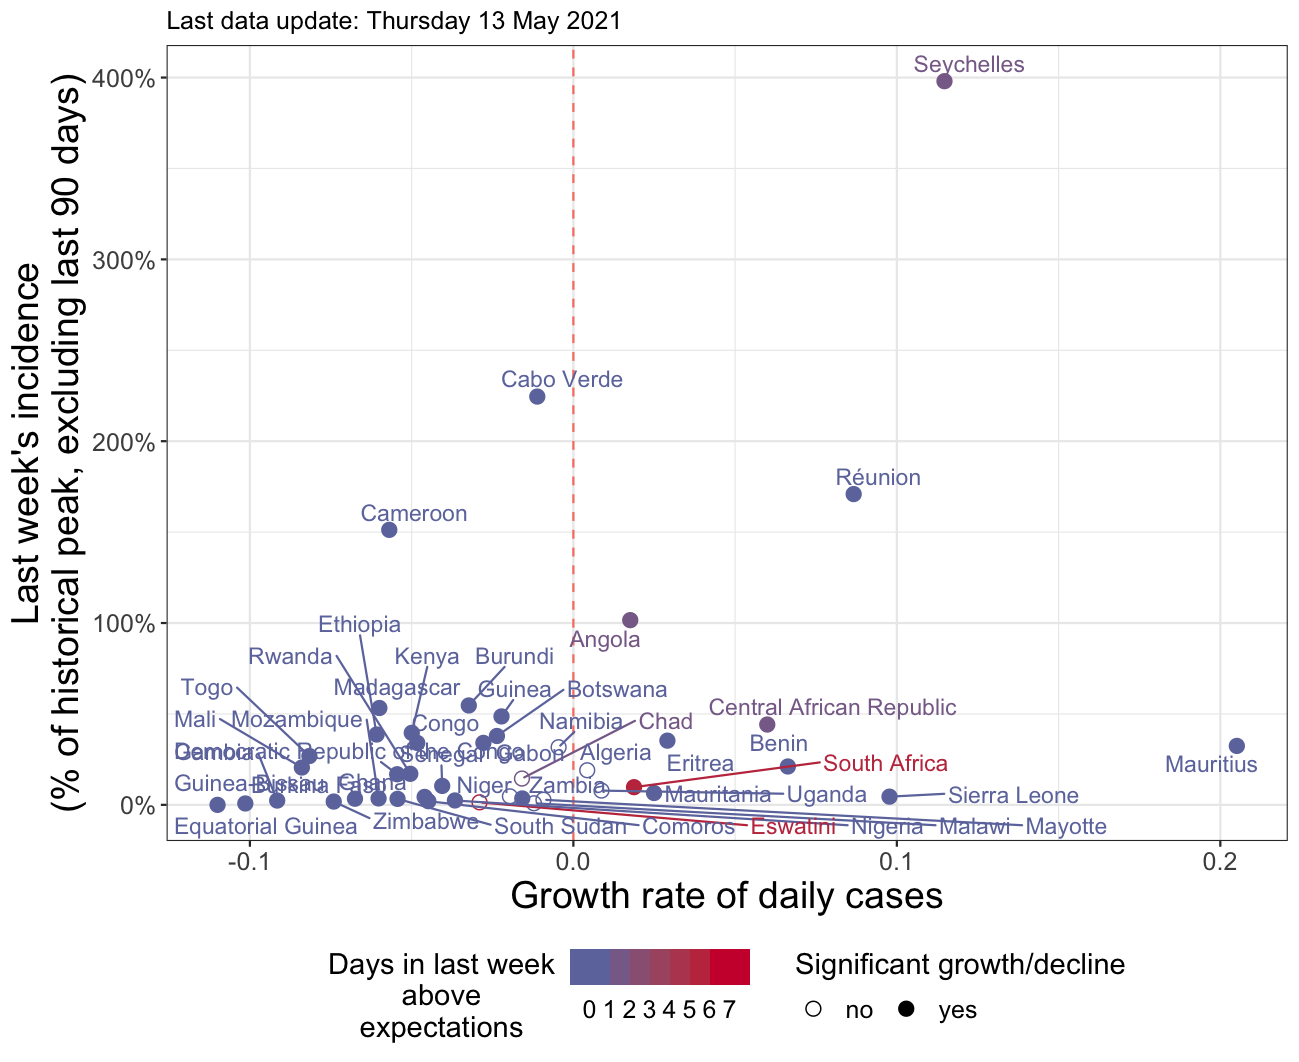 Last data update: Thursday 13 May 2021
Last week's incidence
(% of historical peak, excluding last 90 days)
400%
300%
200%
100%
0%
Seychelles
Cabo Verde
Réunion
Cameroon
Ethiopia
Angola
Rwanda
Kenya
Burundi
Togo
Madagascar
Guinea
Botswana
Central African Republic
Mali
Mozambique
Congo
Namibia
Chad
Benin
Gambia
Democratic Republic of the Congo
Senegal
Gabon
Algeria
Eritrea
South Africa
Mauritius
Guinea-Bissau
Burkina Faso
Ghana
Niger
Zambia
Mauritania
Uganda
Sierra Leone
Equatorial Guinea
Zimbabwe
South Sudan
Comoros
Eswatini
Nigeria
Malawi
Mayotte
-0.1
0.0
0.1
0.2
Growth rate of daily cases
Days in last week
above
expectations
0 1 2 3 4 5 6 7
Significant growth/decline
no
yes